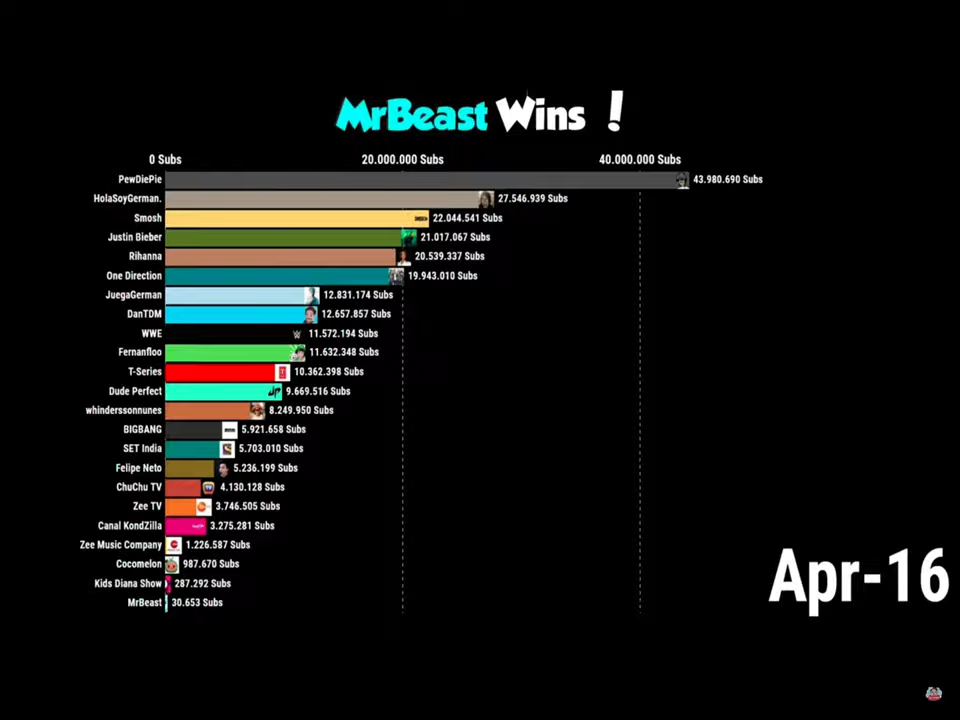 MrBeast Wins !
0 Subs 20.000.000 Subs 40.000.000 Subs
PewDiePie 43.980.690 Subs
HolaSoyGerman. 27.546.939 Subs
Smosh 22.044.541 Subs
Justin Bieber 21.017.067 Subs
Rihanna 20.539.337 Subs
One Direction 19.943.010 Subs
JuegaGerman 12.831.174 Subs
DanTDM 12.657.857 Subs
WWE 11.572.194 Subs
Fernanfloo 11.632.348 Subs
T-Series 10.362.398 Subs
Dude Perfect 9.669.516 Subs
whinderssonnunes 8.249.950 Subs
BIGBANG 5.921.658 Subs
SET India 5.703.010 Subs
Felipe Neto 5.236.199 Subs
ChuChu TV 4.130.128 Subs
Zee TV 3.746.505 Subs
Canal KondZilla 3.275.281 Subs
Zee Music Company 1.226.587 Subs
Cocomelon 987.670 Subs
Kids Diana Show 287.292 Subs
MrBeast 30.653 Subs
Apr-16